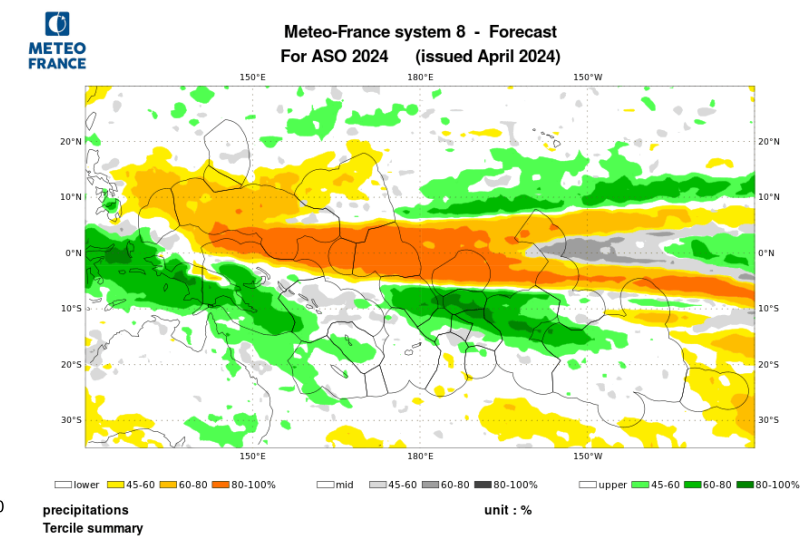 METEO
FRANCE
Meteo-France system 8 - Forecast
For ASO 2024 (issued April 2024)
150°E 180°E 150°W
20°N 20°N
10°N 10°N
0°N 0°N
10°S 10°S
20°S 20°S
30°S 30°S
150°E 180°E 150°W
lower 45-60 60-80 80-100% mid 45-60 60-80 80-100% upper 45-60 60-80 80-100%
precipitations unit : %
Tercile summary